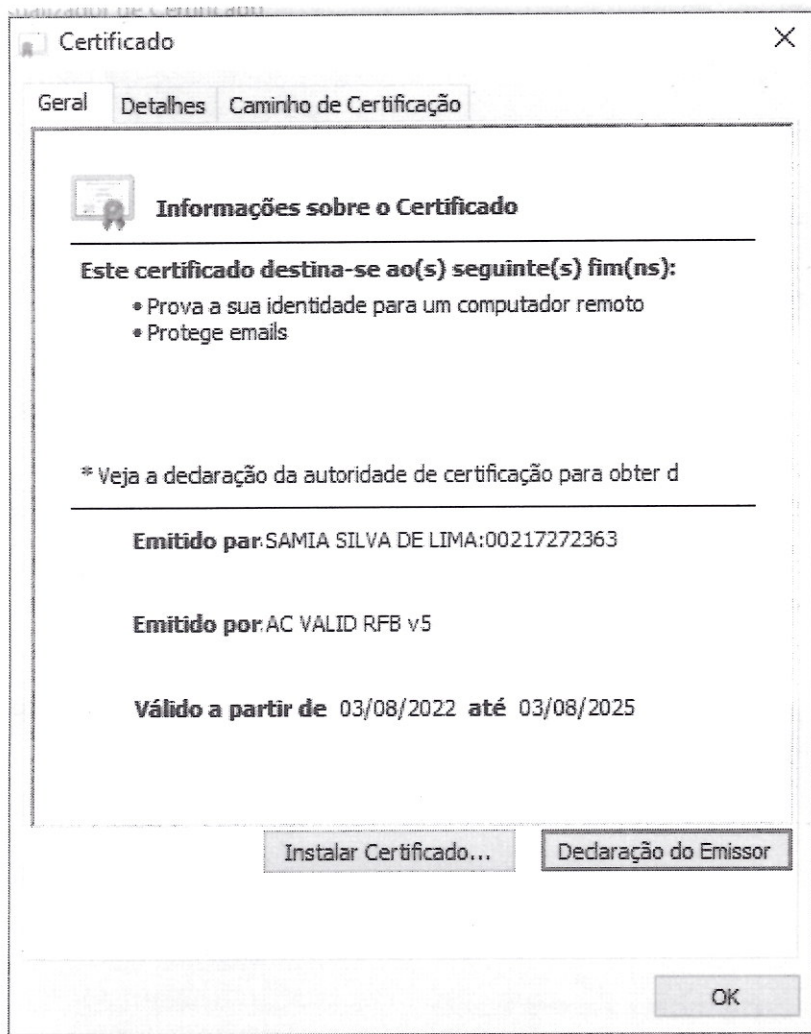 ualizador de Certificado
Certificado
Geral Detalhes Caminho de Certificação
Informações sobre o Certificado
Este certificado destina-se ao(s) seguinte(s) fim(ns):
• Prova a sua identidade para um computador remoto
• Protege emails
* Veja a declaração da autoridade de certificação para obter d
Emitido par SAMIA SILVA DE LIMA:00217272363
Emitido por AC VALID RFB v5
Válido a partir de 03/08/2022 até 03/08/2025
Instalar Certificado... Declaração do Emissor
OK